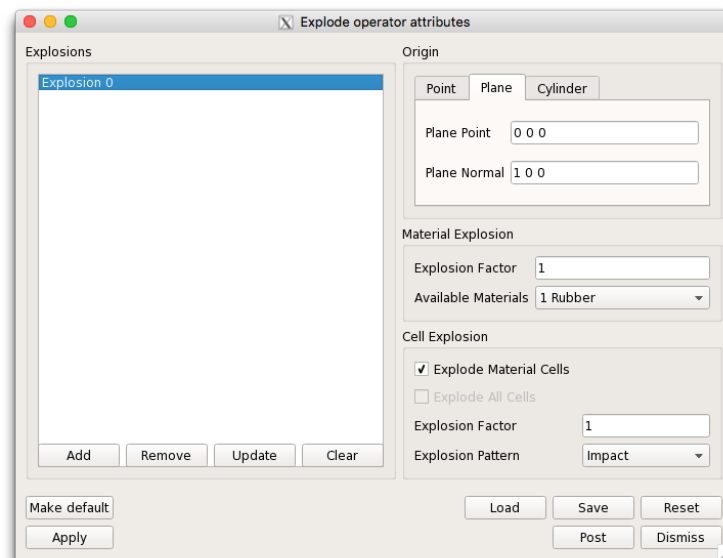 Explode operator attributes
Explosions
Explosion 0
Add Remove Update Clear
Origin
Point Plane Cylinder
Plane Point 0 0 0
Plane Normal 1 0 0
Material Explosion
Explosion Factor 1
Available Materials 1 Rubber
Cell Explosion
Explode Material Cells
Explode All Cells
Explosion Factor 1
Explosion Pattern Impact
Make default Load Save Reset
Apply Post Dismiss